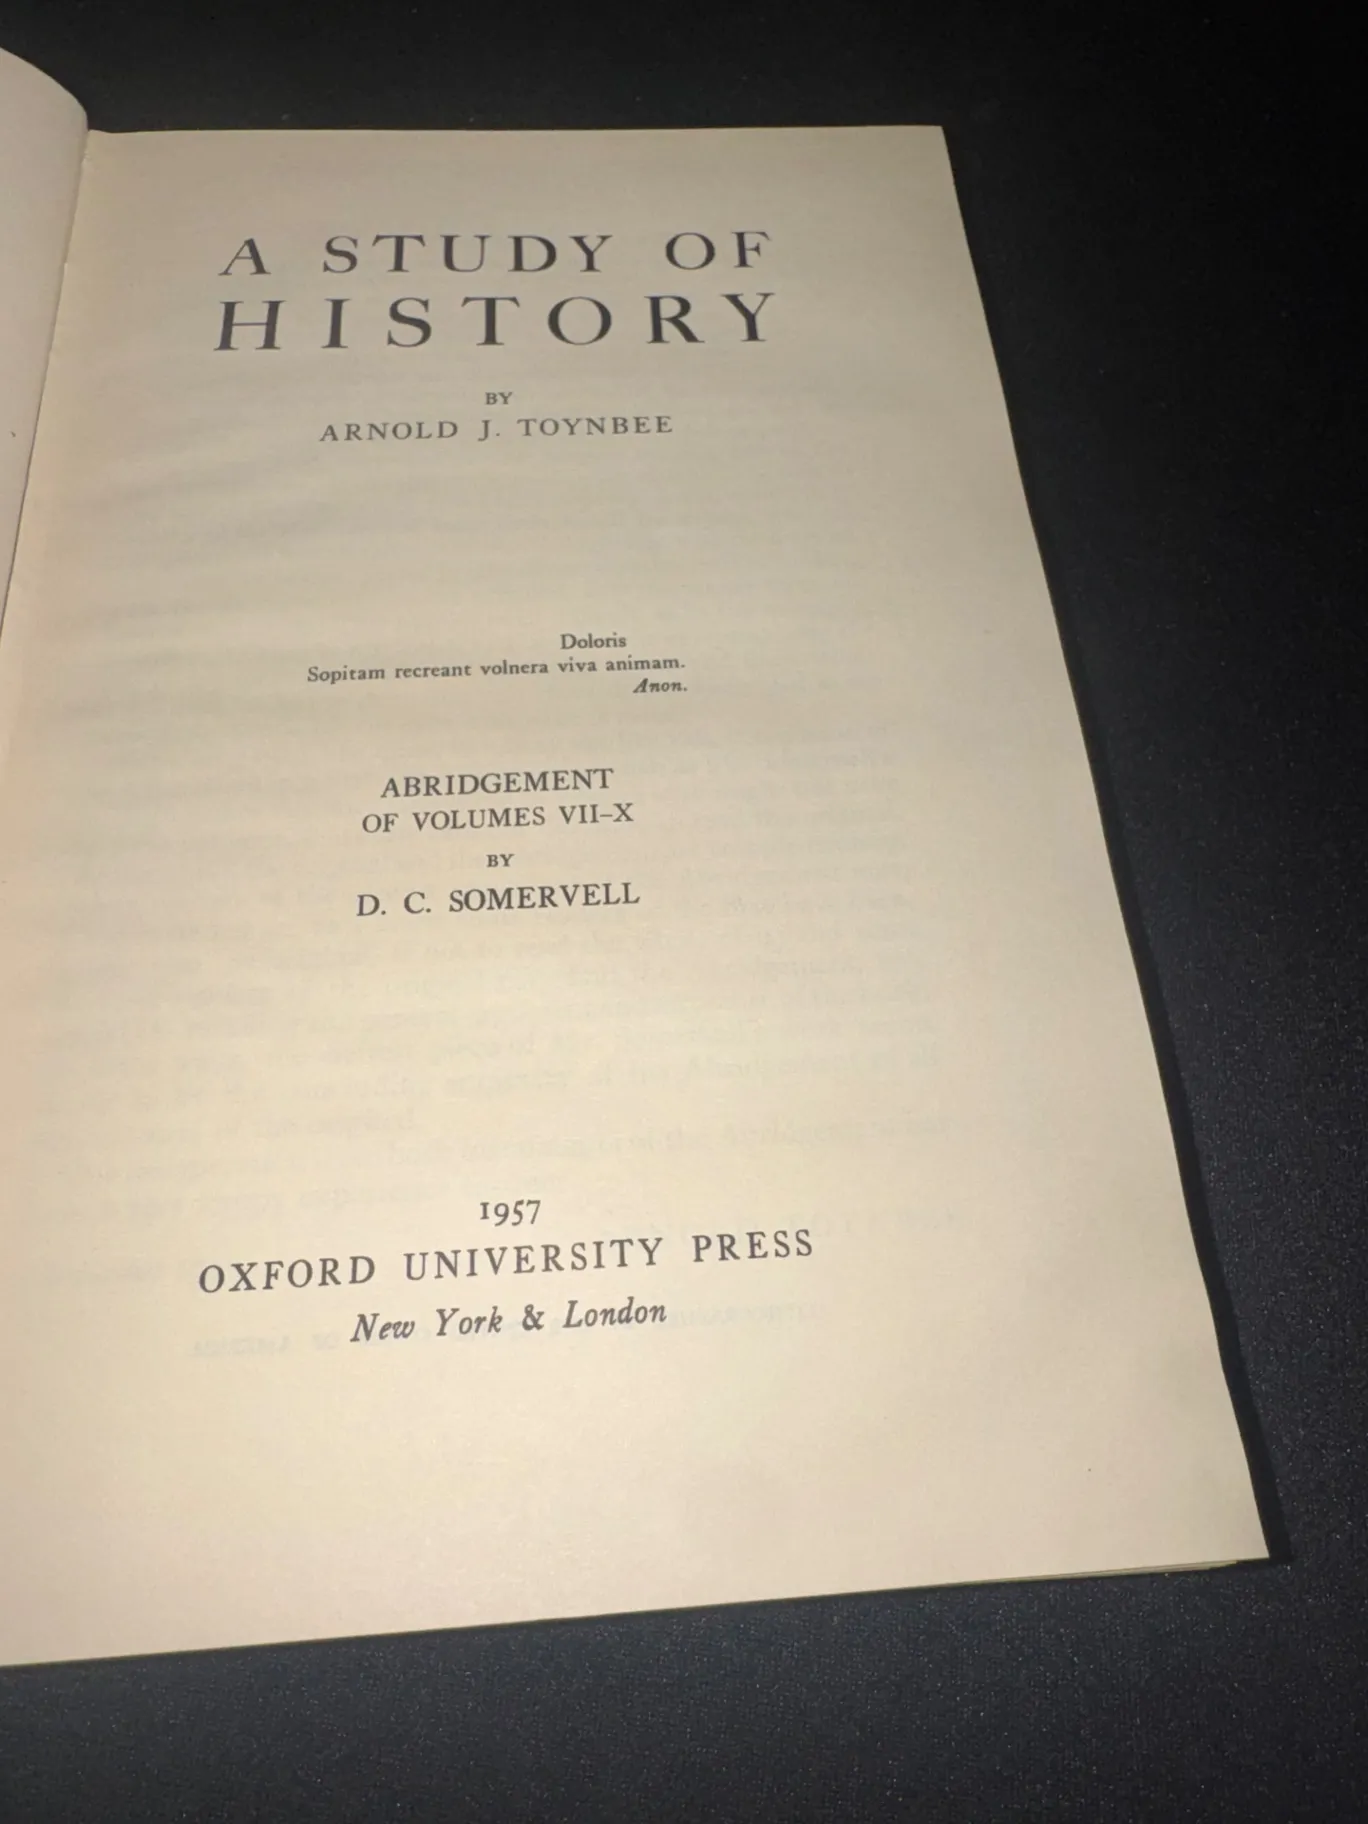 A STUDY OF
HISTORY
BY
ARNOLD J. TOYNBEE
Doloris
Sopitam recreant volnera viva animam.
Anon.
ABRIDGEMENT
OF VOLUMES VII–X
BY
D. C. SOMERVELL
1957
OXFORD UNIVERSITY PRESS
New York & London